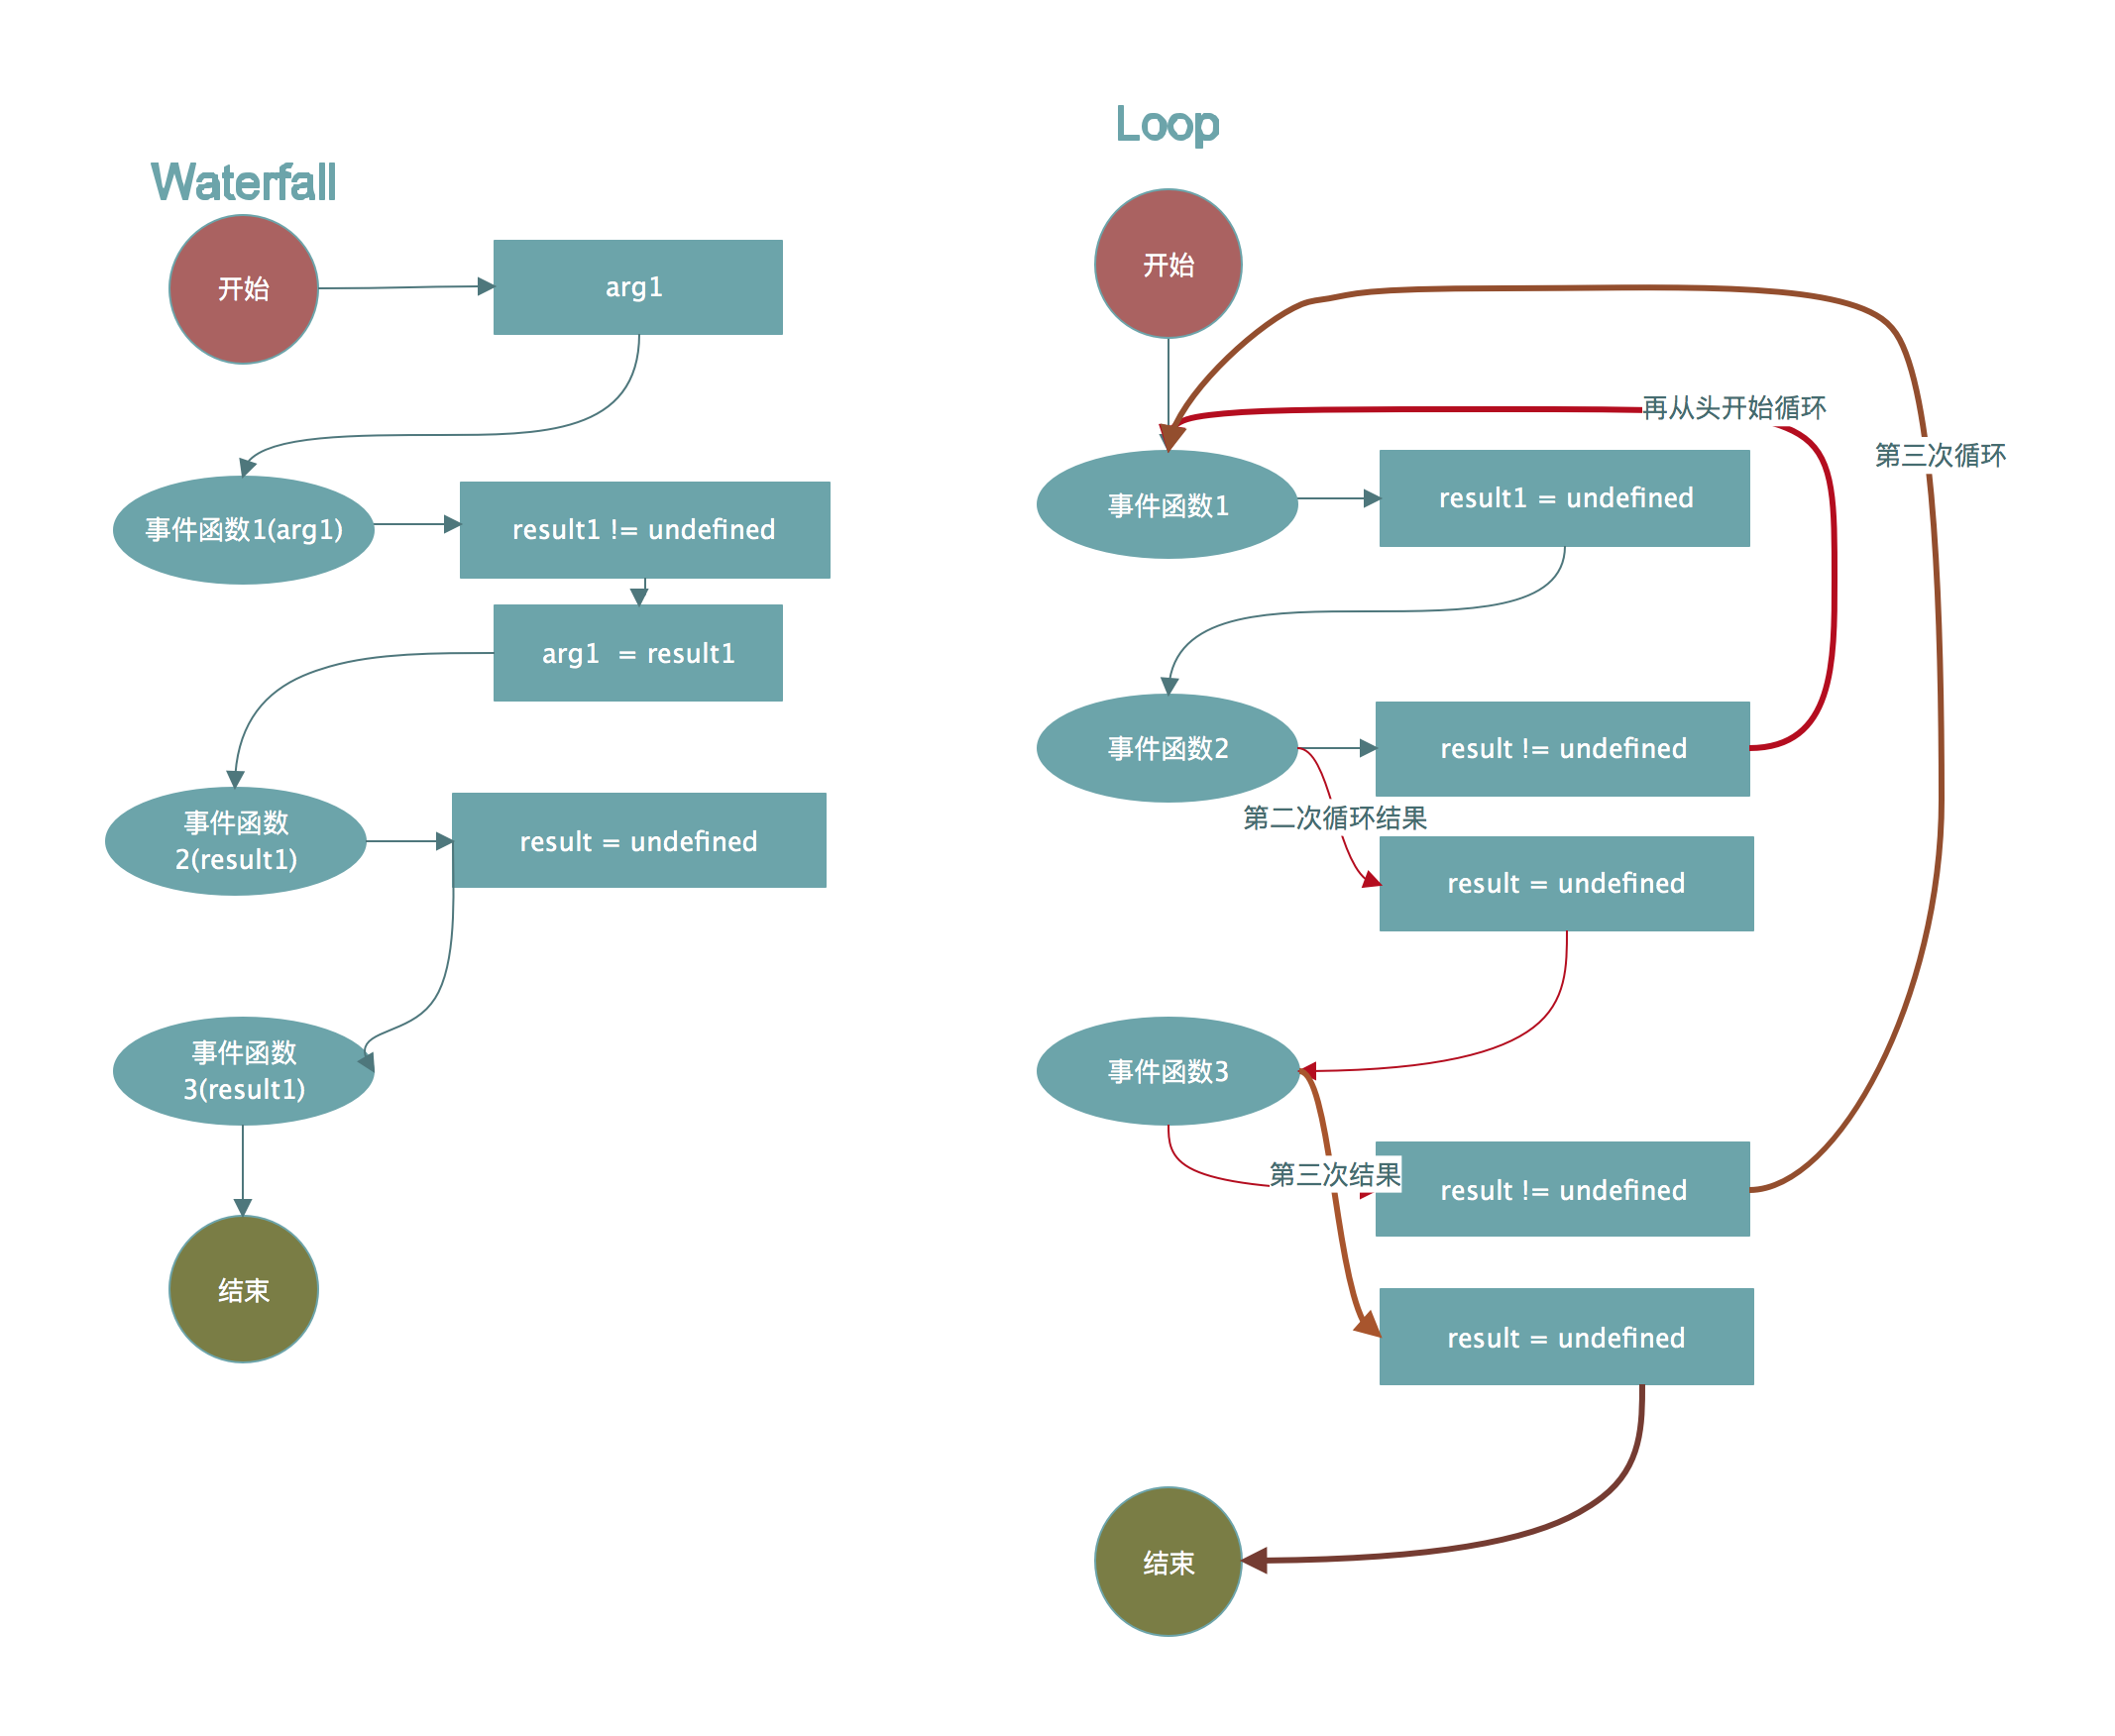 Waterfall
开始
arg1
事件函数1(arg1)
result1 != undefined
arg1  = result1
事件函数
2(result1)
result = undefined
事件函数
3(result1)
结束
Loop
开始
再从头开始循环
第三次循环
事件函数1
result1 = undefined
事件函数2
result != undefined
第二次循环结果
result = undefined
事件函数3
第三次结果
result != undefined
result = undefined
结束